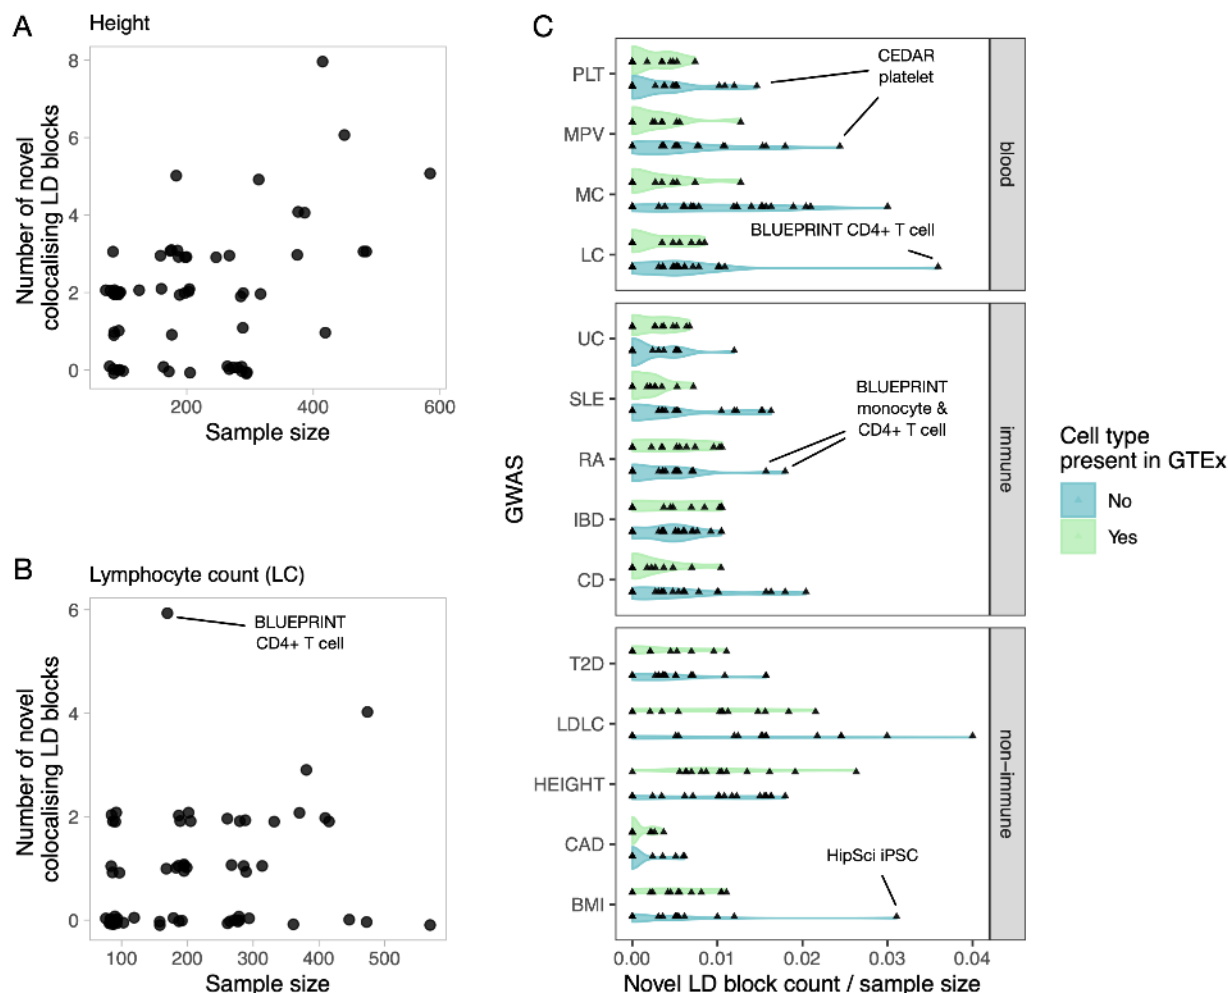 A
Height
Number of novel
colocalising LD blocks
8
6
4
2
0
200
400
600
Sample size
B
Lymphocyte count (LC)
Number of novel
colocalising LD blocks
6
4
2
0
BLUEPRINT
CD4+ T cell
100
200
300
400
500
Sample size
C
GWAS
PLT
MPV
MC
LC
CEDAR
platelet
BLUEPRINT CD4+ T cell
blood
UC
SLE
RA
IBD
CD
BLUEPRINT
monocyte &
CD4+ T cell
immune
T2D
LDLC
HEIGHT
CAD
BMI
HipSci iPSC
non-immune
0.00
0.01
0.02
0.03
0.04
Novel LD block count / sample size
Cell type
present in GTEx
No
Yes